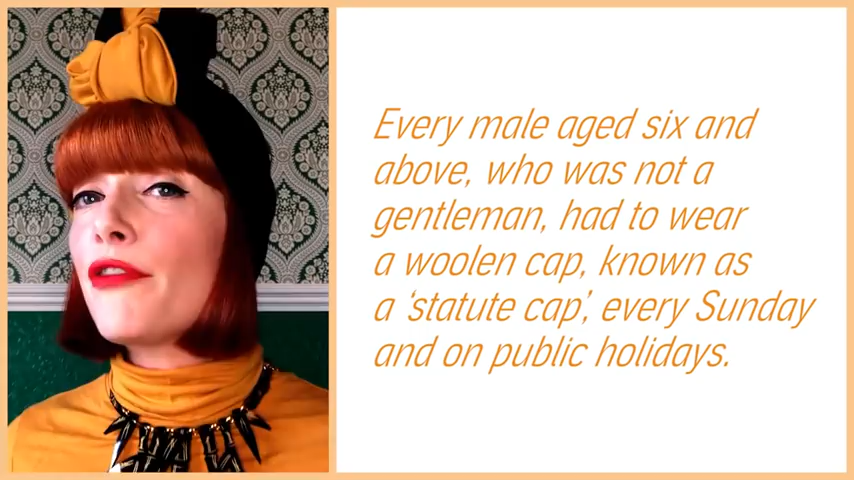 Every male aged six and
above, who was not a
gentleman, had to wear
a woolen cap, known as
a ‘statute cap’, every Sunday
and on public holidays.